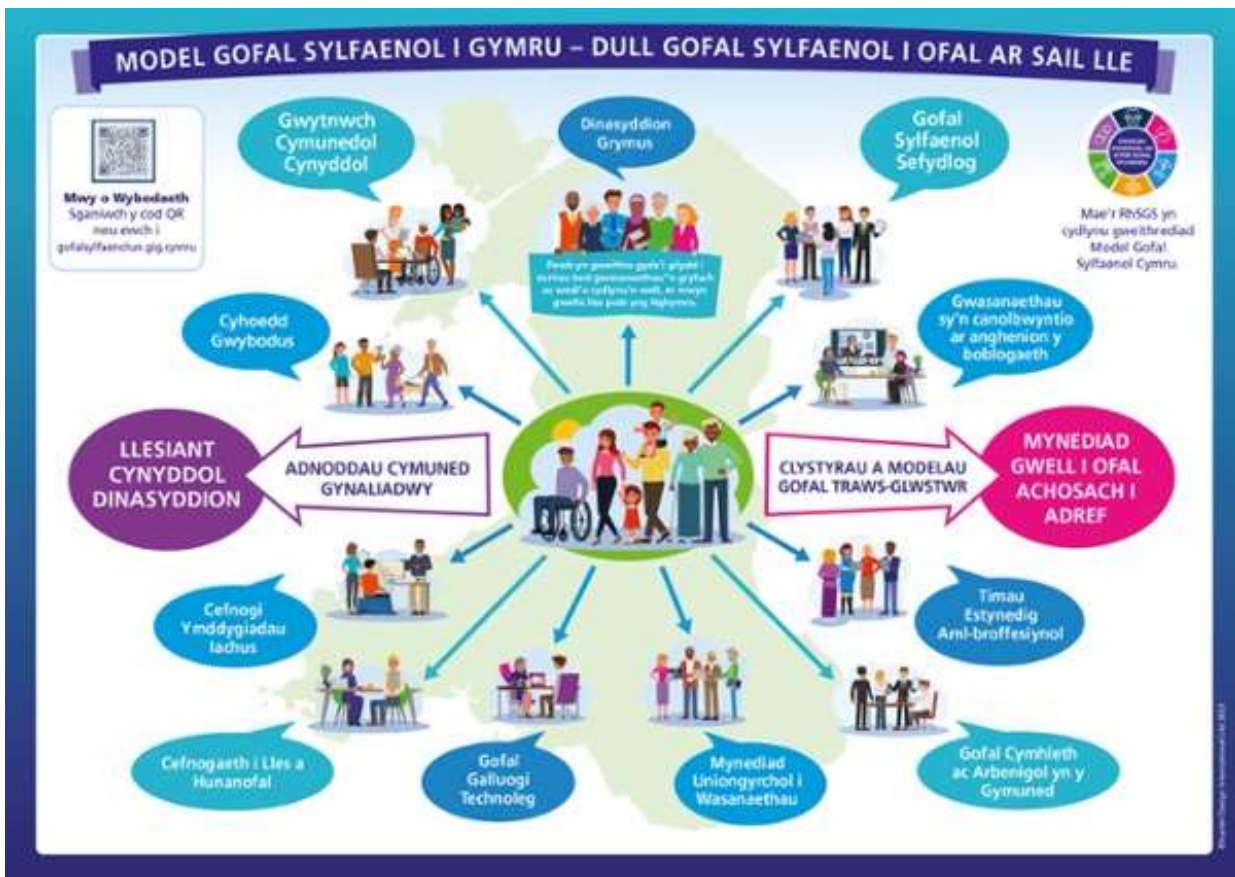 MODEL GOFAL SYLFAENOL I GYMRU – DULL GOFAL SYLFAENOL I OFAL AR SAIL LLE
Mwy o Wybodaeth
Sganiwch y cod QR
neu ewch i
gofalsylfaenolun.gig.cymru
Gwytnwch
Cymunedol
Cynyddol
Dinasyddion
Grymus
Gofal
Sylfaenol
Sefydlog
Mae'r RhSGS yn
cydlynu gweithrediad
Model Gofal
Sylfaenol Cymru.
Cyhoedd
Gwybodus
Gwasanaethau
sy'n canolbwyntio
ar anghenion y
boblogaeth
LLESIANT
CYNYDDOL
DINASYDDION
ADNODDAU CYMUNED
GYNALIADWY
CLYSTYRAU A MODELAU
GOFAL TRAWS-GLWSTWR
MYNEDIAD
GWELL I OFAL
ACHOSACH I
ADREF
Cefnogi
Ymddygiadau
Iachus
Timau
Estynedig
Aml-broffesiynol
Cefnogaeth i Lles a
Hunanofal
Gofal
Galluogi
Technoleg
Mynediad
Uniongyrchol i
Wasanaethau
Gofal Cymhleth
ac Arbenigol yn y
Gymuned